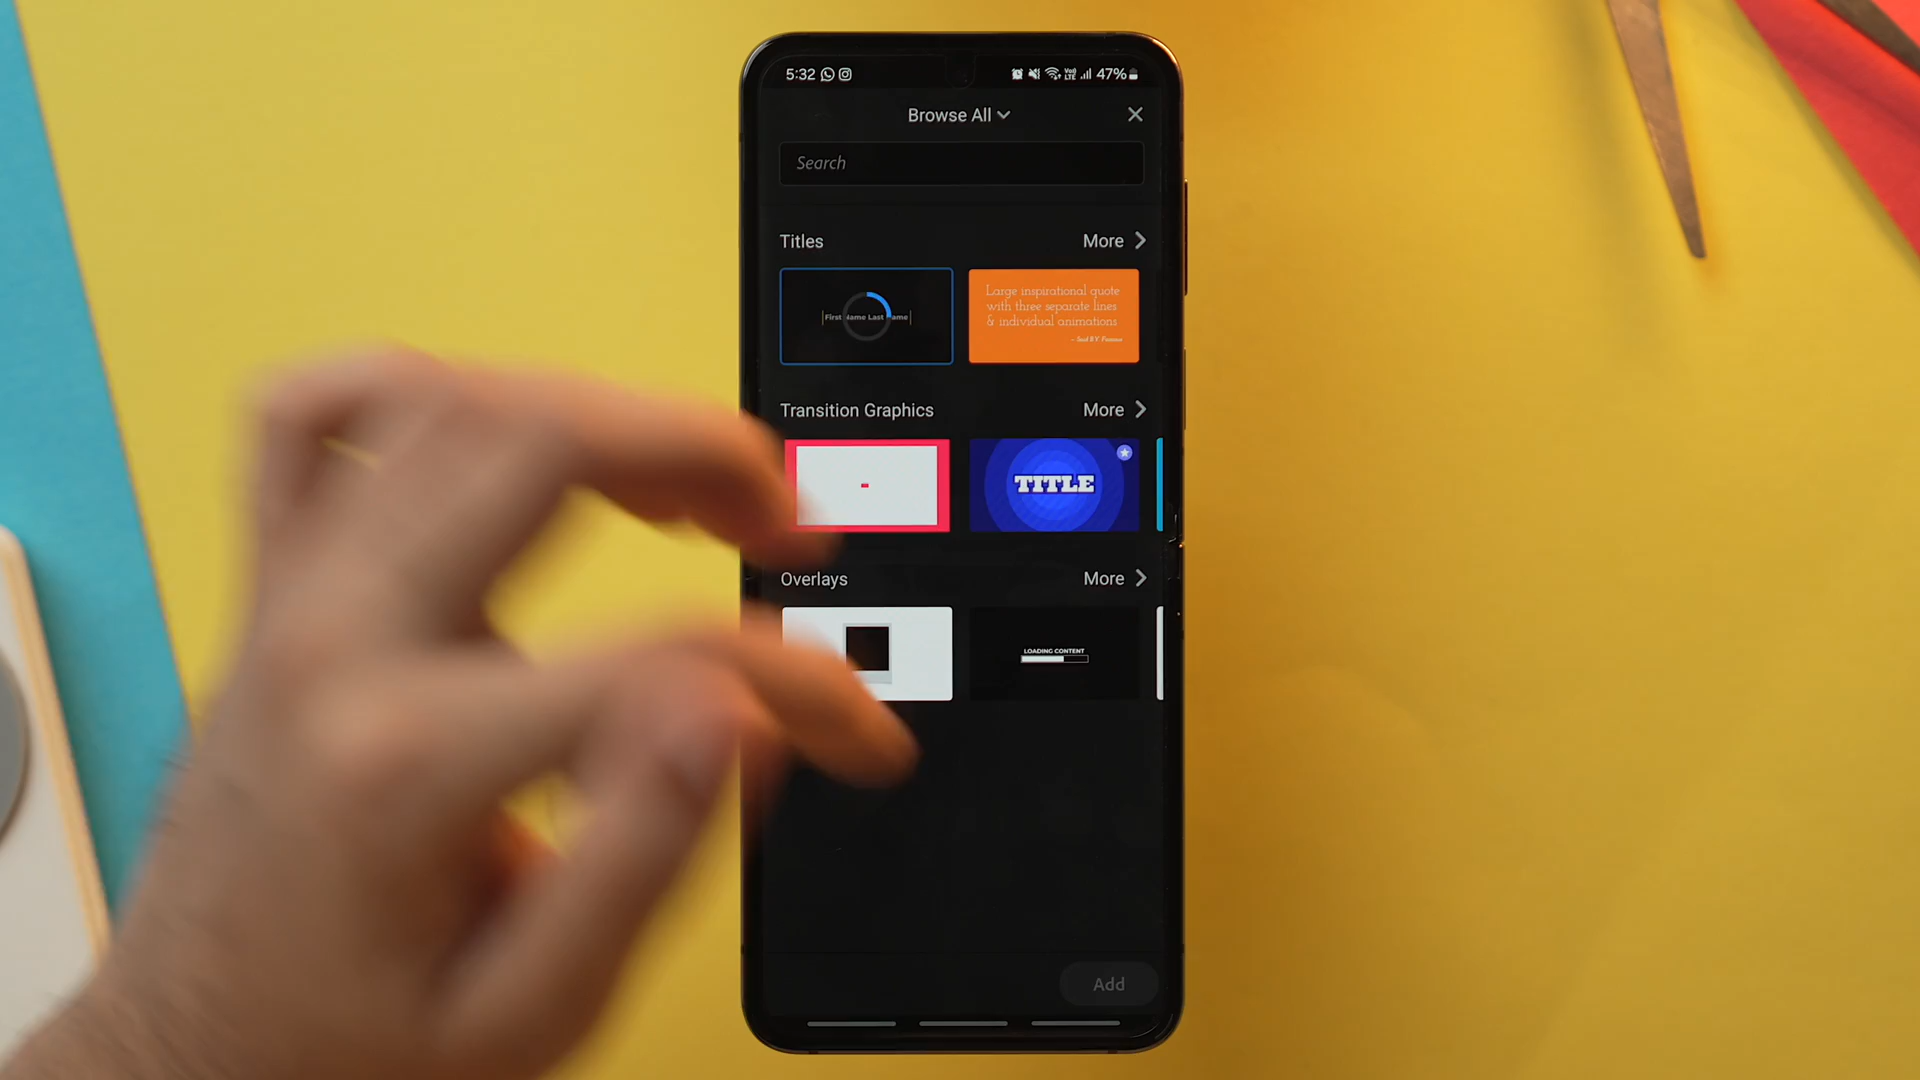 5:32
47%
Browse All
Search
Titles
More
Large inspirational quote
with three separate lines
& individual animations
Transition Graphics
More
TITLE
Overlays
More
LOADING CONTENT
Add